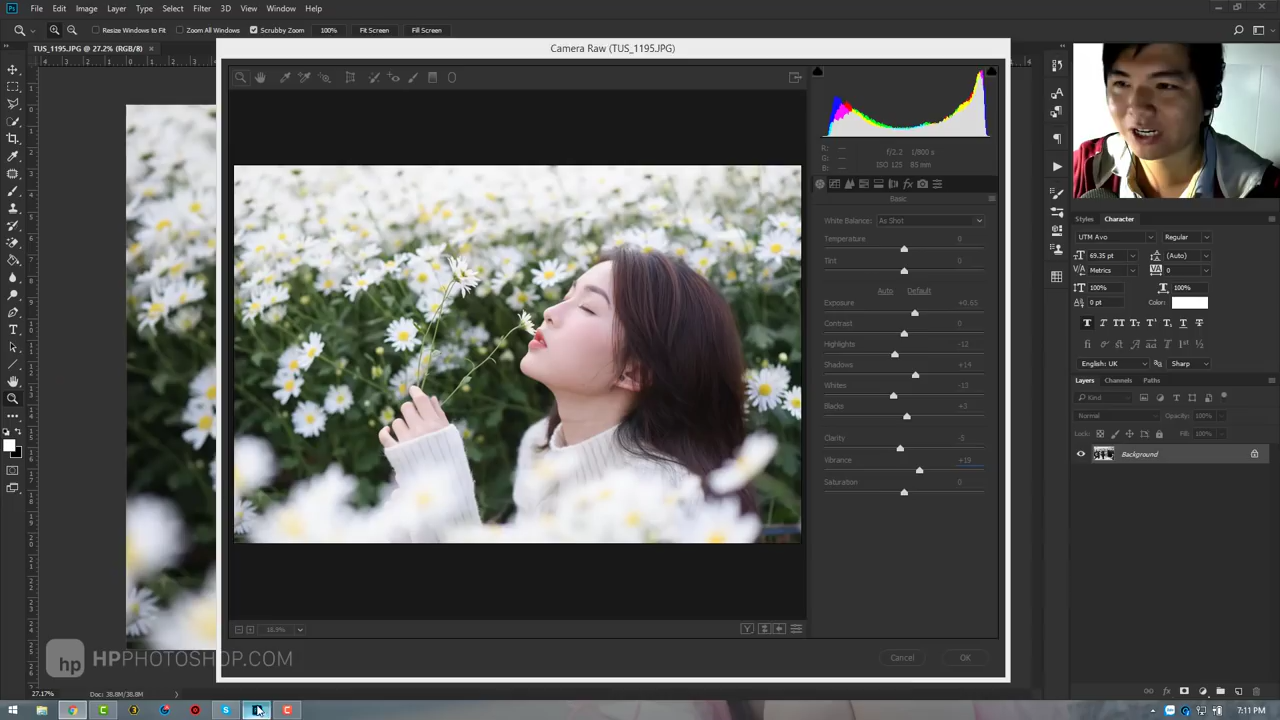 File Edit Image Layer Type Select Filter 3D View Window Help
Resize Windows to Fit Zoom All Windows Scrubby Zoom 100% Fit Screen Fill Screen
TUS_1195.JPG @ 27.2% (RGB/8) ×
Camera Raw (TUS_1195.JPG)
R: ---
G: ---
B: ---
f/2.2 1/800 s
ISO 125 85 mm
Basic
White Balance: As Shot
Temperature 0
Tint 0
Auto Default
Exposure +0.65
Contrast 0
Highlights -12
Shadows +14
Whites -13
Blacks +3
Clarity -5
Vibrance +19
Saturation 0
18.9%
Cancel OK
Styles Character
UTM Avo Regular
69.35 pt (Auto)
Metrics 0
100% 100%
0 pt Color:
English: UK Sharp
Layers Channels Paths
Kind
Normal Opacity: 100%
Lock: Fill: 100%
Background
hp HPPHOTOSHOP.COM
27.17% Doc: 38.8M/38.8M
7:11 PM